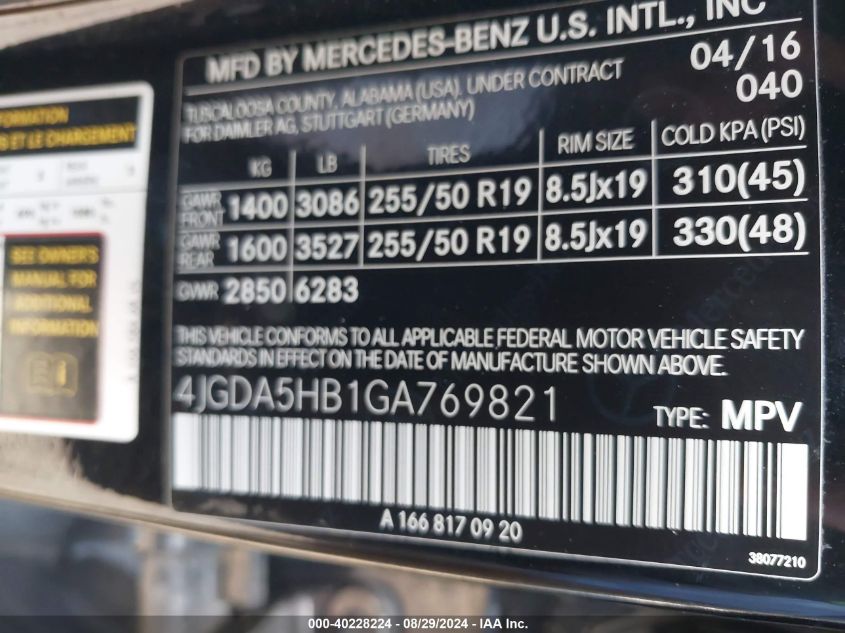 MFD BY MERCEDES-BENZ U.S. INTL., INC
04/16
040
TUSCALOOSA COUNTY, ALABAMA (USA). UNDER CONTRACT
FOR DAIMLER AG, STUTTGART (GERMANY)
KG LB TIRES RIM SIZE COLD KPA (PSI)
GAWR FRONT 1400 3086 255/50 R19 8.5Jx19 310(45)
GAWR REAR 1600 3527 255/50 R19 8.5Jx19 330(48)
GVWR 2850 6283
THIS VEHICLE CONFORMS TO ALL APPLICABLE FEDERAL MOTOR VEHICLE SAFETY
STANDARDS IN EFFECT ON THE DATE OF MANUFACTURE SHOWN ABOVE.
4JGDA5HB1GA769821
TYPE: MPV
A 166 817 09 20
38077210
ET LE CHARGEMENT
SEE OWNER'S
MANUAL FOR
ADDITIONAL
INFORMATION
000-40228224 - 08/29/2024 - IAA Inc.